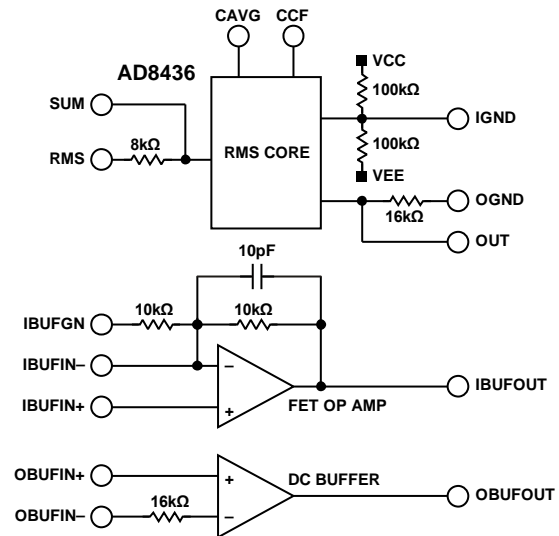 CAVG CCF
AD8436
VCC
SUM
100kΩ
IGND
8kΩ
RMS
RMS CORE
100kΩ
VEE
OGND
16kΩ
OUT
10pF
10kΩ
10kΩ
IBUFGN
IBUFIN–
–
IBUFOUT
IBUFIN+
+
FET OP AMP
OBUFIN+
+
DC BUFFER
OBUFOUT
16kΩ
OBUFIN–
–